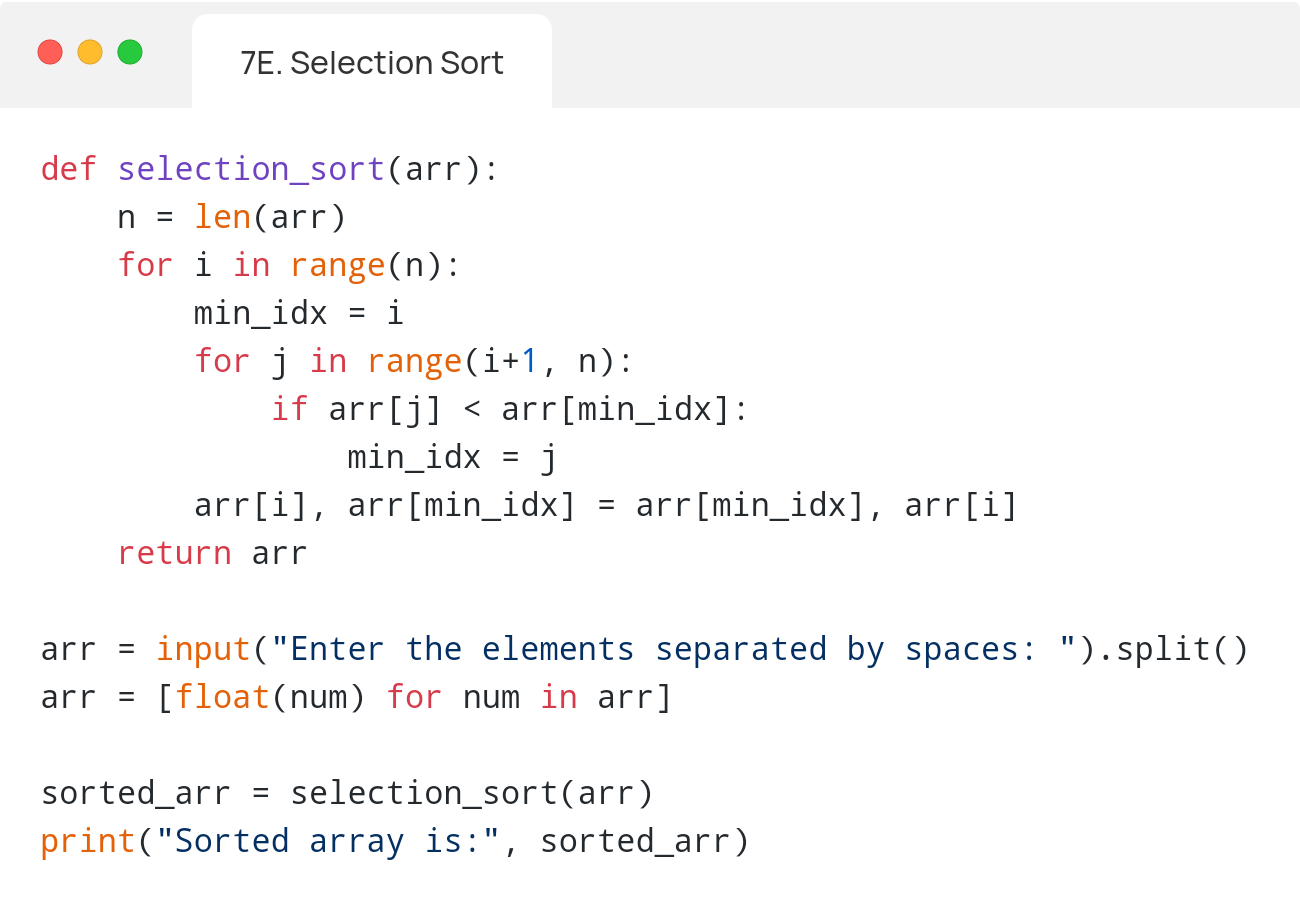 7E. Selection Sort
def selection_sort(arr):
    n = len(arr)
    for i in range(n):
        min_idx = i
        for j in range(i+1, n):
            if arr[j] < arr[min_idx]:
                min_idx = j
        arr[i], arr[min_idx] = arr[min_idx], arr[i]
    return arr
arr = input("Enter the elements separated by spaces: ").split()
arr = [float(num) for num in arr]
sorted_arr = selection_sort(arr)
print("Sorted array is:", sorted_arr)